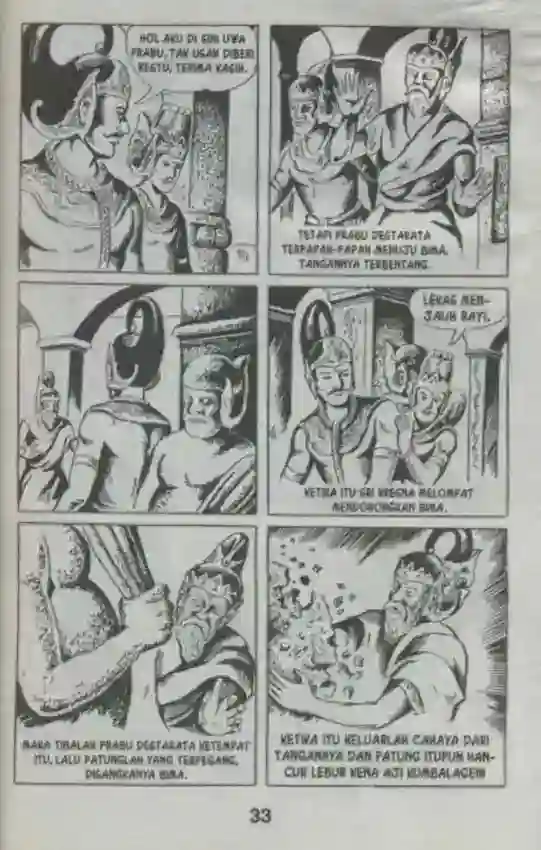 HOI AKU DI SINI UWA
PRABU, TAK USAH DIBERI
RESTU, TERIMA KASIH.
TETAPI PRABU DESTARATA
TERPAPAH-PAPAH MENUJU BIMA.
TANGANNYA TERBENTANG.
LEKAS MEN-
JAUH RAYI.
KETIKA ITU SRI KRESNA MELOMPAT
MENDORONGKAN BIMA.
MAKA TIBALAH PRABU DESTARATA KETEMPAT
ITU, LALU PATUNGLAH YANG TERPEGANG,
DISANGKANYA BIMA.
KETIKA ITU KELUARLAH CAHAYA DARI
TANGANNYA DAN PATUNG ITUPUN HAN-
CUR LEBUR KENA AJI KUMBALAGENI
33